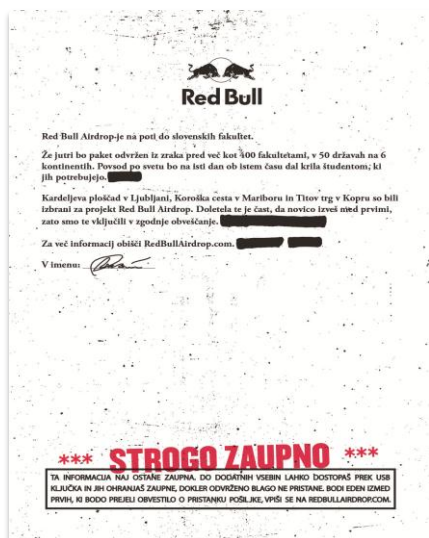 Red Bull
Red Bull Airdrop-je na poti do slovenskih fakultet.
Že jutri bo paket odvržen iz zraka pred več kot 400 fakultetami, v 50 državah na 6
kontinentih. Povsod po svetu bo na isti dan ob istem času dal krila študentom, ki
jih potrebujejo.
Kardeljeva ploščad v Ljubljani, Koroška cesta v Mariboru in Titov trg v Kopru so bili
izbrani za projekt Red Bull Airdrop. Doletela te je čast, da novico izveš med prvimi,
zato smo te vključili v zgodnje obveščanje.
Za več informacij obišči RedBullAirdrop.com.
V imenu:
*** STROGO ZAUPNO ***
TA INFORMACIJA NAJ OSTANE ZAUPNA. DO DODATNIH VSEBIN LAHKO DOSTOPAŠ PREK USB
KLJUČKA IN JIH OHRANJAŠ ZAUPNE, DOKLER ODVRŽENO BLAGO NE PRISTANE. BODI EDEN IZMED
PRVIH, KI BODO PREJELI OBVESTILO O PRISTANKU POŠILJKE, VPIŠI SE NA REDBULLAIRDROP.COM.